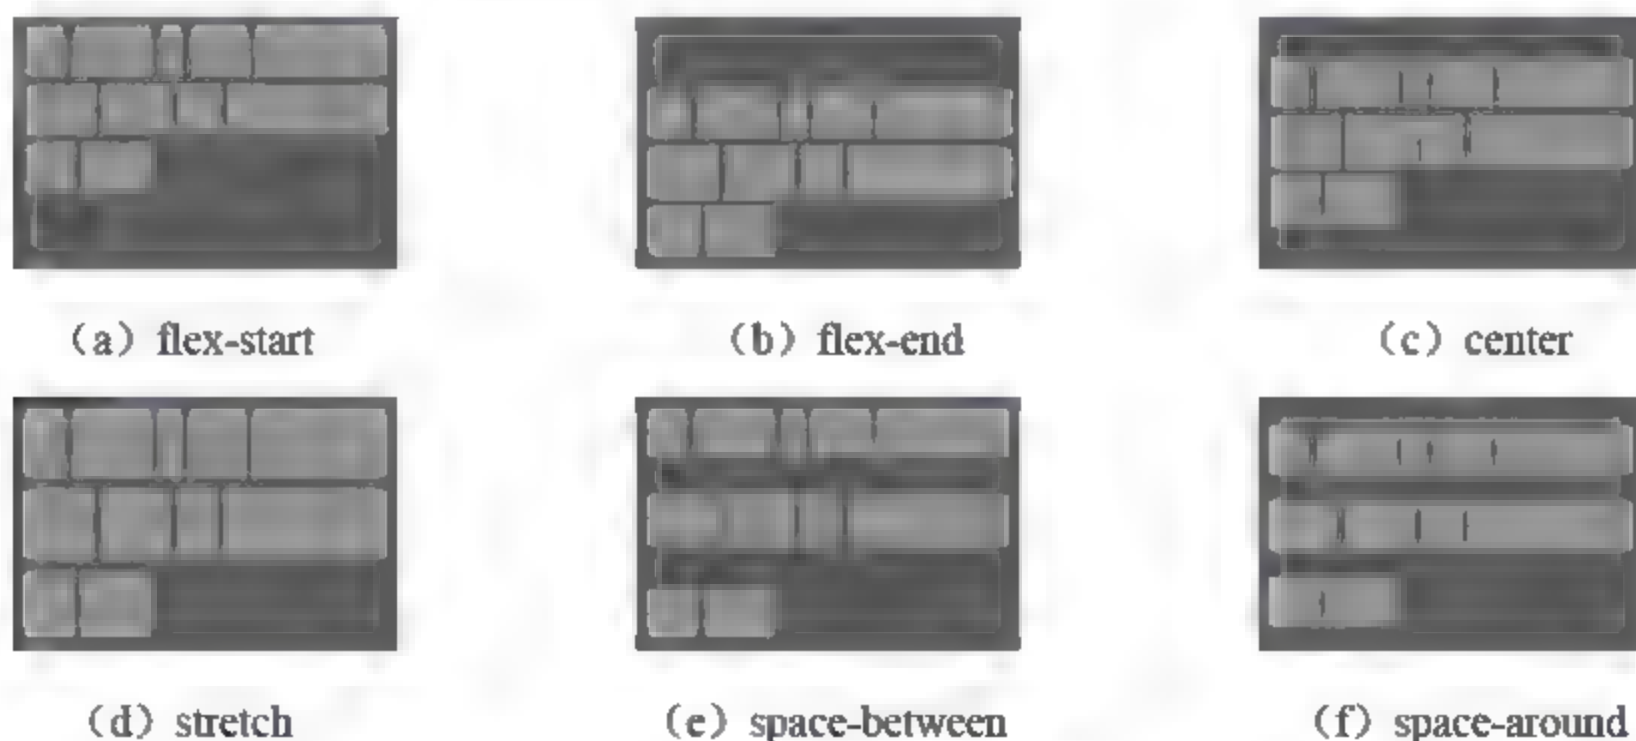 （a）flex-start （b）flex-end （c）center
（d）stretch （e）space-between （f）space-around